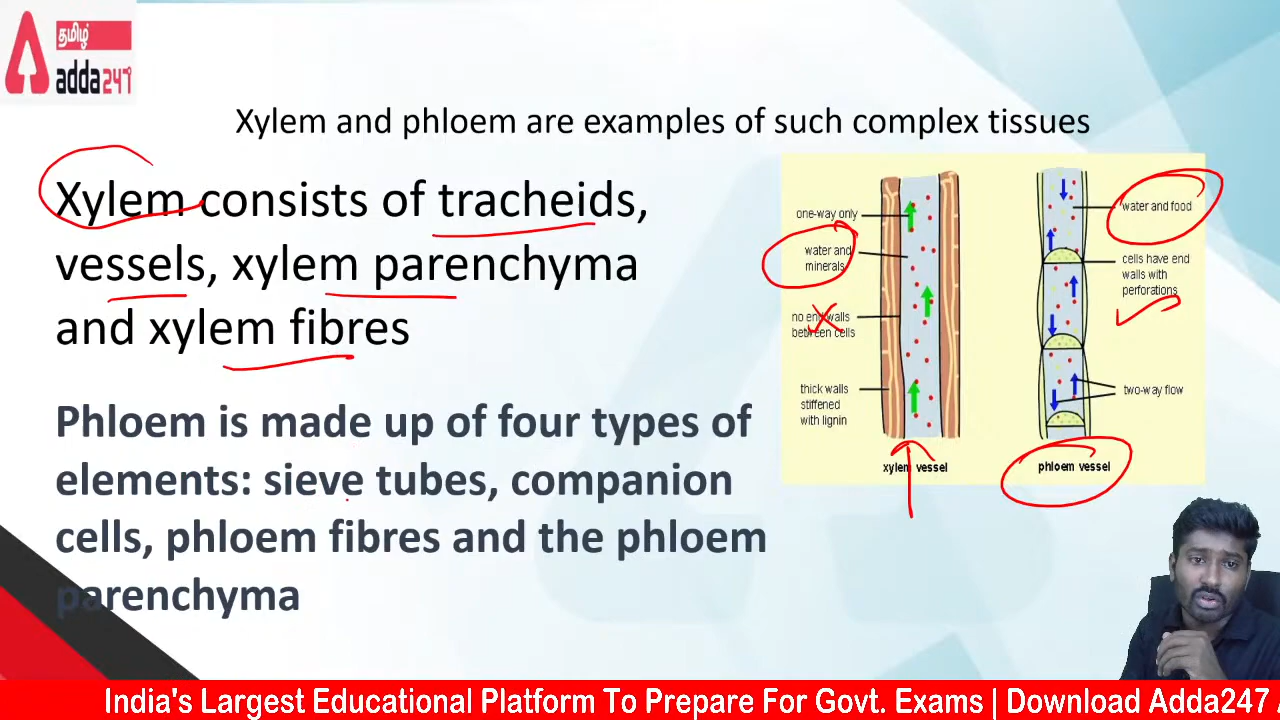 தமிழ்
adda247
Xylem and phloem are examples of such complex tissues
Xylem consists of tracheids,
vessels, xylem parenchyma
and xylem fibres
Phloem is made up of four types of
elements: sieve tubes, companion
cells, phloem fibres and the phloem
parenchyma
one-way only
water and
minerals
no end walls
between cells
thick walls
stiffened
with lignin
xylem vessel
water and food
cells have end
walls with
perforations
two-way flow
phloem vessel
India's Largest Educational Platform To Prepare For Govt. Exams | Download Adda247